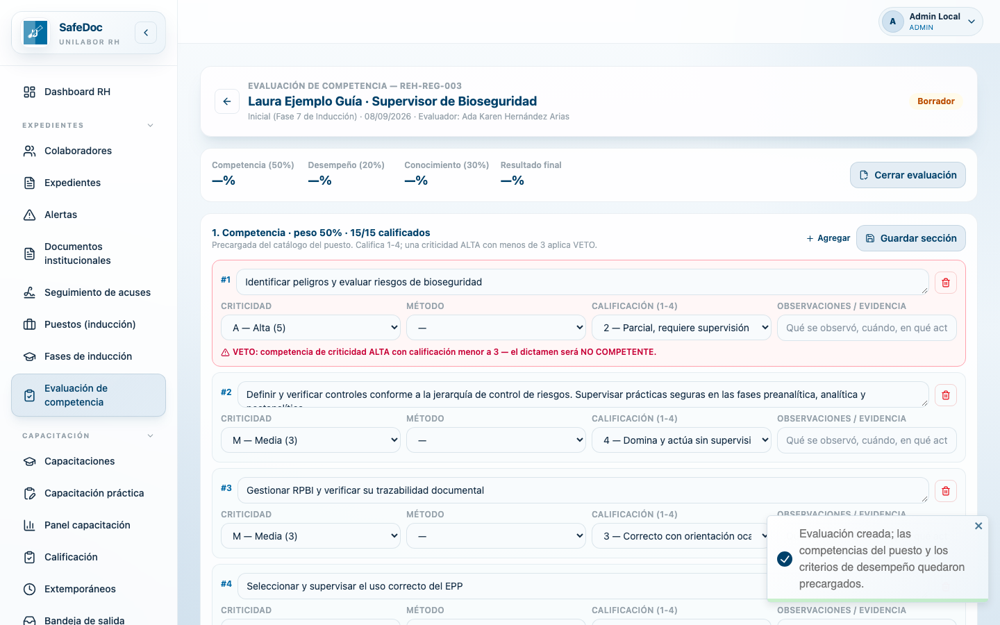 SafeDoc
UNILABOR RH
Dashboard RH
EXPEDIENTES
Colaboradores
Expedientes
Alertas
Documentos
institucionales
Seguimiento de acuses
Puestos (inducción)
Fases de inducción
Evaluación de
competencia
CAPACITACIÓN
Capacitaciones
Capacitación práctica
Panel capacitación
Calificación
Extemporáneos
Bandeja de salida
A
Admin Local
ADMIN
EVALUACIÓN DE COMPETENCIA — REH-REG-003
Laura Ejemplo Guía · Supervisor de Bioseguridad
Inicial (Fase 7 de Inducción) · 08/09/2026 · Evaluador: Ada Karen Hernández Arias
Borrador
Competencia (50%) Desempeño (20%) Conocimiento (30%) Resultado final
—% —% —% —%
Cerrar evaluación
1. Competencia · peso 50% · 15/15 calificados
Precargada del catálogo del puesto. Califica 1-4; una criticidad ALTA con menos de 3 aplica VETO.
+ Agregar
Guardar sección
#1 Identificar peligros y evaluar riesgos de bioseguridad
CRITICIDAD MÉTODO CALIFICACIÓN (1-4) OBSERVACIONES / EVIDENCIA
A — Alta (5) — 2 — Parcial, requiere supervisión Qué se observó, cuándo, en qué act
VETO: competencia de criticidad ALTA con calificación menor a 3 — el dictamen será NO COMPETENTE.
#2 Definir y verificar controles conforme a la jerarquía de control de riesgos. Supervisar prácticas seguras en las fases preanalítica, analítica y
CRITICIDAD MÉTODO CALIFICACIÓN (1-4) OBSERVACIONES / EVIDENCIA
M — Media (3) — 4 — Domina y actúa sin supervisi Qué se observó, cuándo, en qué act
#3 Gestionar RPBI y verificar su trazabilidad documental
CRITICIDAD MÉTODO CALIFICACIÓN (1-4) OBSERVACIONES / EVIDENCIA
M — Media (3) — 3 — Correcto con orientación oca
#4 Seleccionar y supervisar el uso correcto del EPP
CRITICIDAD MÉTODO CALIFICACIÓN (1-4) OBSERVACIONES / EVIDENCIA
Evaluación creada; las
competencias del puesto y los
criterios de desempeño quedaron
precargados.